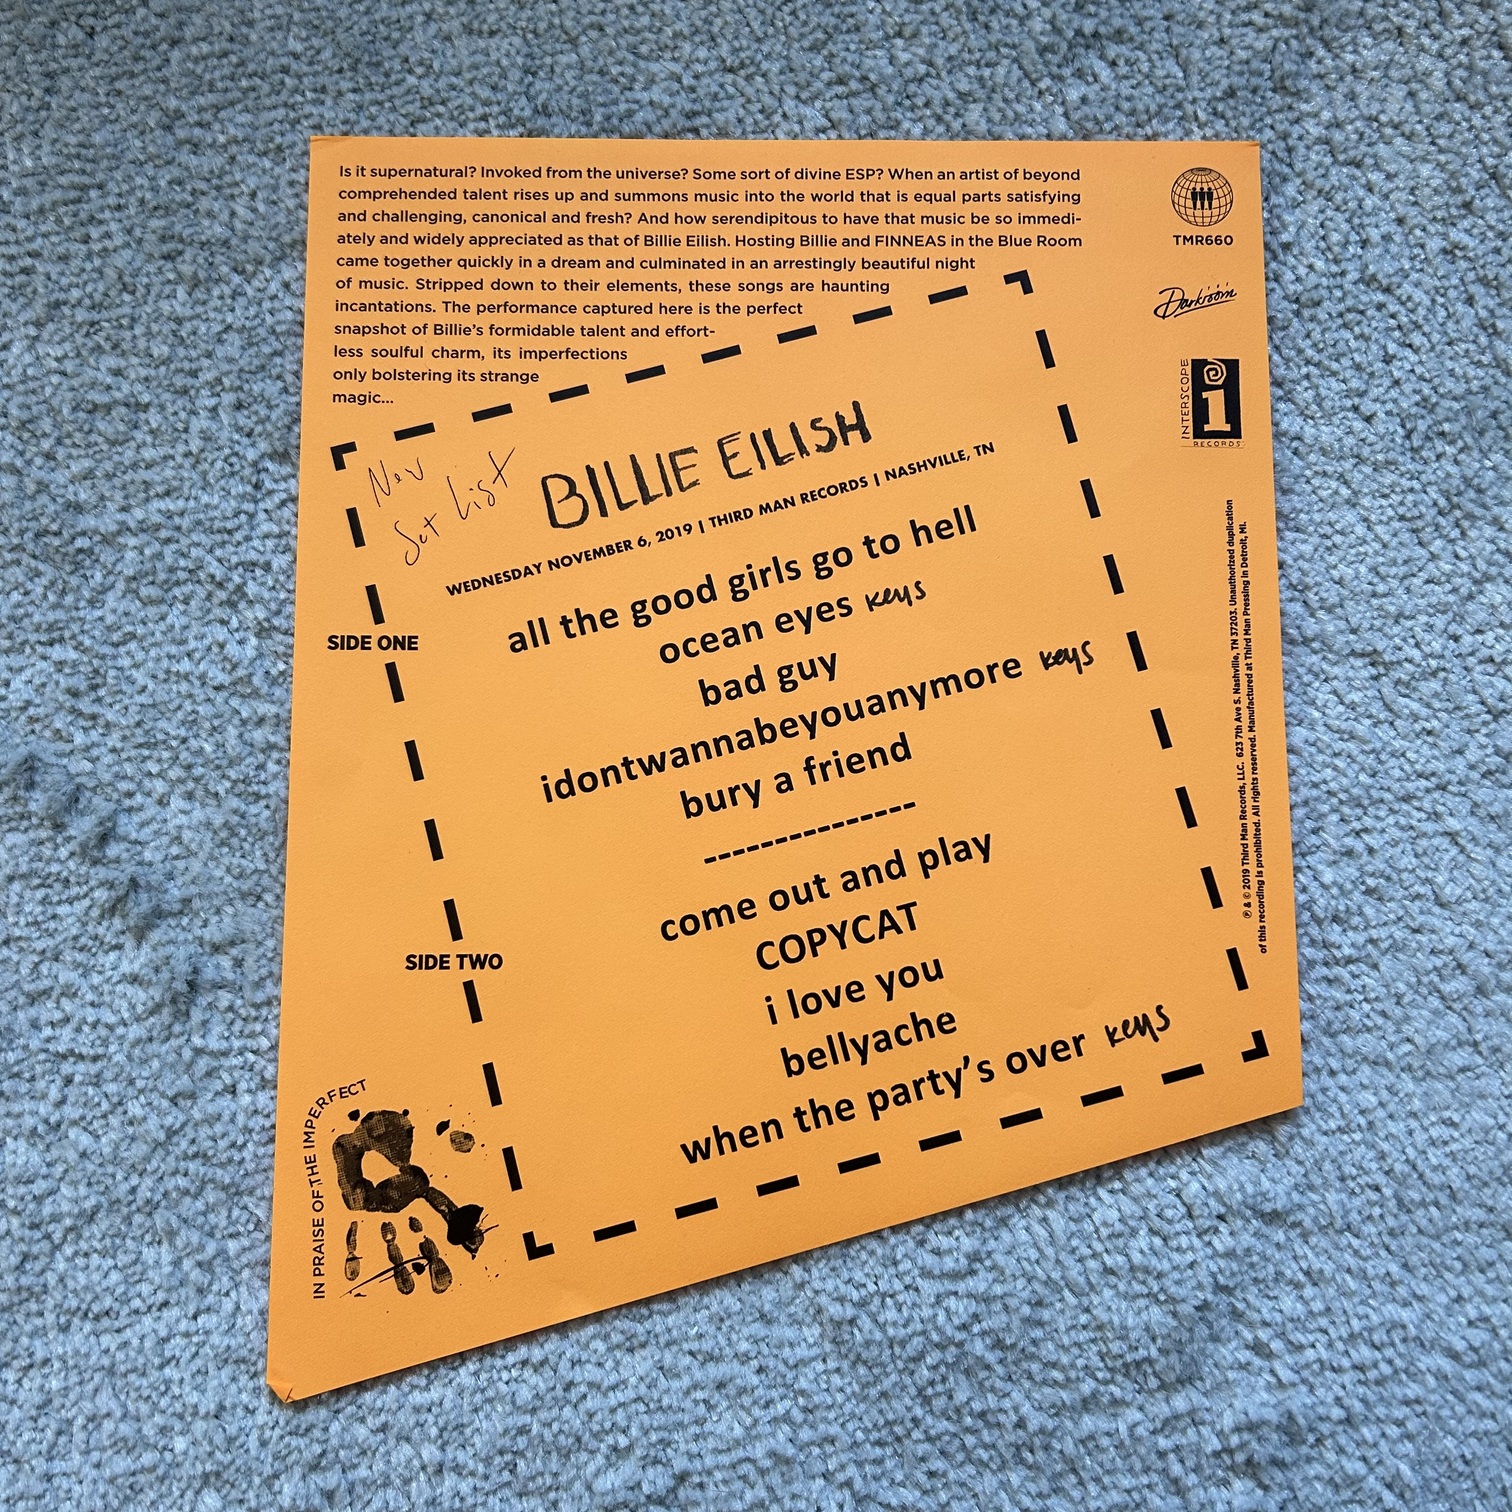 Is it supernatural? Invoked from the universe? Some sort of divine ESP? When an artist of beyond
comprehended talent rises up and summons music into the world that is equal parts satisfying
and challenging, canonical and fresh? And how serendipitous to have that music be so immedi-
ately and widely appreciated as that of Billie Eilish. Hosting Billie and FINNEAS in the Blue Room
came together quickly in a dream and culminated in an arrestingly beautiful night
of music. Stripped down to their elements, these songs are haunting
incantations. The performance captured here is the perfect
snapshot of Billie's formidable talent and effort-
less soulful charm, its imperfections
only bolstering its strange
magic...
TMR660
Darkroom
INTERSCOPE
RECORDS
New
Set List
BILLIE EILISH
WEDNESDAY NOVEMBER 6, 2019 | THIRD MAN RECORDS | NASHVILLE, TN
SIDE ONE
all the good girls go to hell
ocean eyes keys
bad guy
idontwannabeyouanymore keys
bury a friend
---------------
SIDE TWO
come out and play
COPYCAT
i love you
bellyache
when the party's over keys
IN PRAISE OF THE IMPERFECT
℗ & © 2019 Third Man Records, LLC. 623 7th Ave S. Nashville, TN 37203. Unauthorized duplication
of this recording is prohibited. All rights reserved. Manufactured at Third Man Pressing in Detroit, MI.